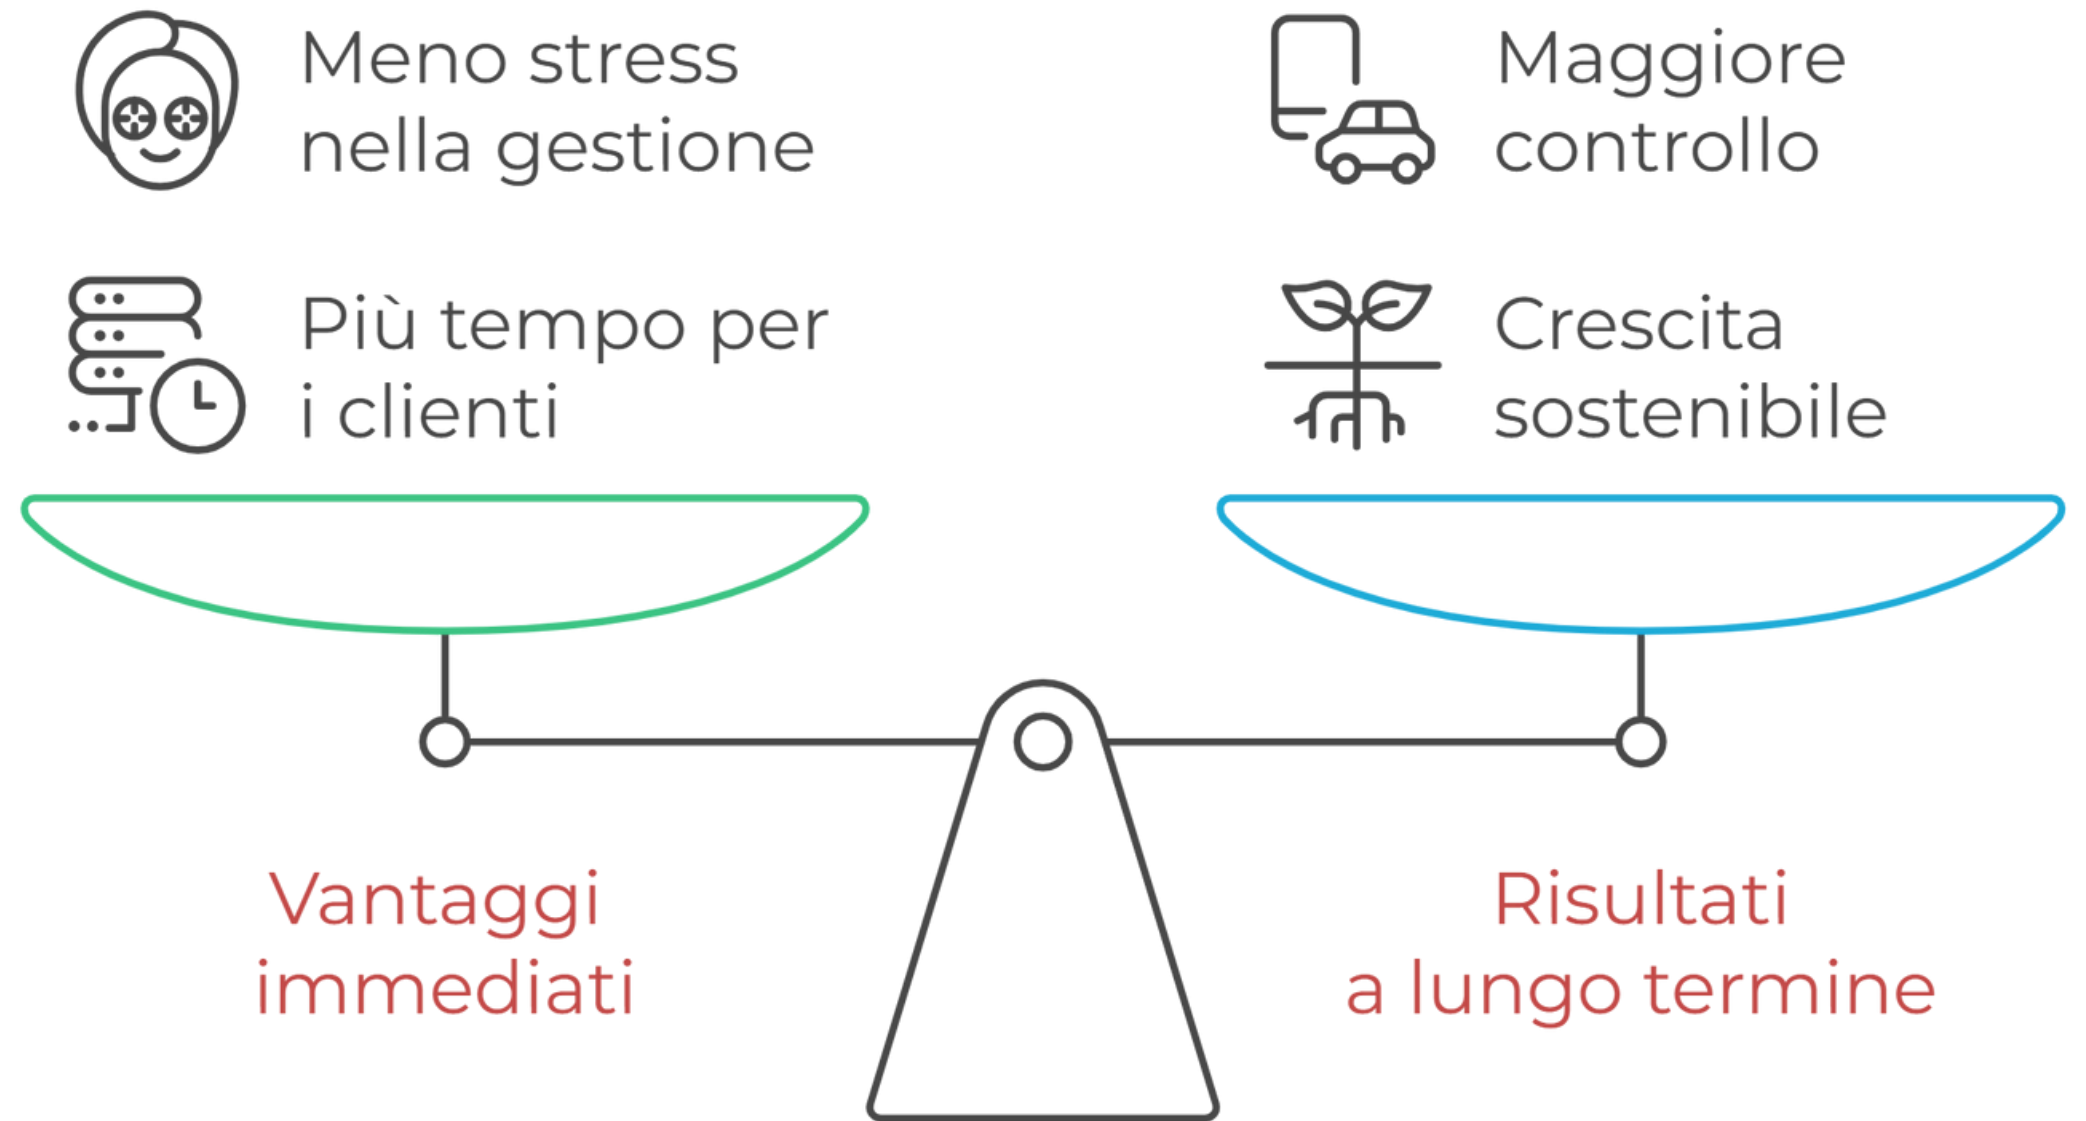 Meno stress
nella gestione
Più tempo per
i clienti
Maggiore
controllo
Crescita
sostenibile
Vantaggi
immediati
Risultati
a lungo termine